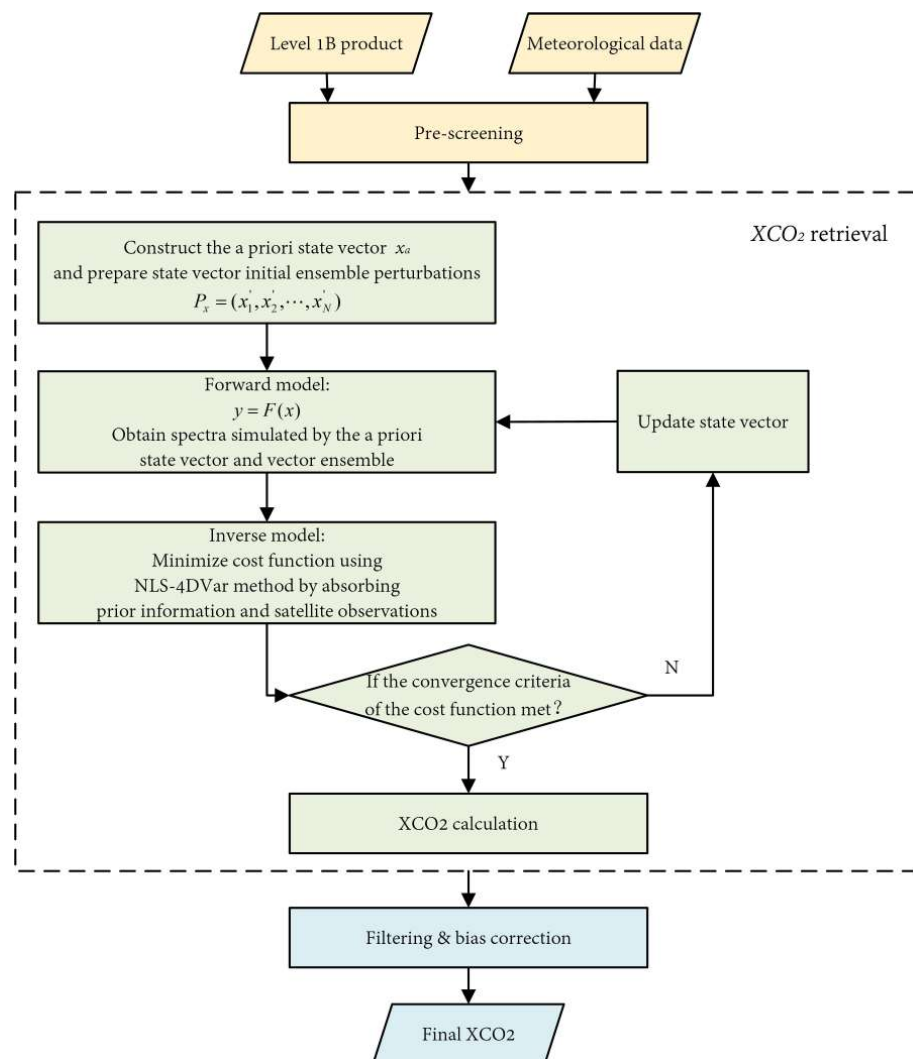 Level 1B product
Meteorological data
Pre-screening
XCO₂ retrieval
Construct the a priori state vector xₐ
and prepare state vector initial ensemble perturbations
Pₓ = (x₁', x₂', ⋯, x_N')
Forward model:
y = F(x)
Obtain spectra simulated by the a priori
state vector and vector ensemble
Update state vector
Inverse model:
Minimize cost function using
NLS-4DVar method by absorbing
prior information and satellite observations
If the convergence criteria
of the cost function met?
N
Y
XCO2 calculation
Filtering & bias correction
Final XCO2